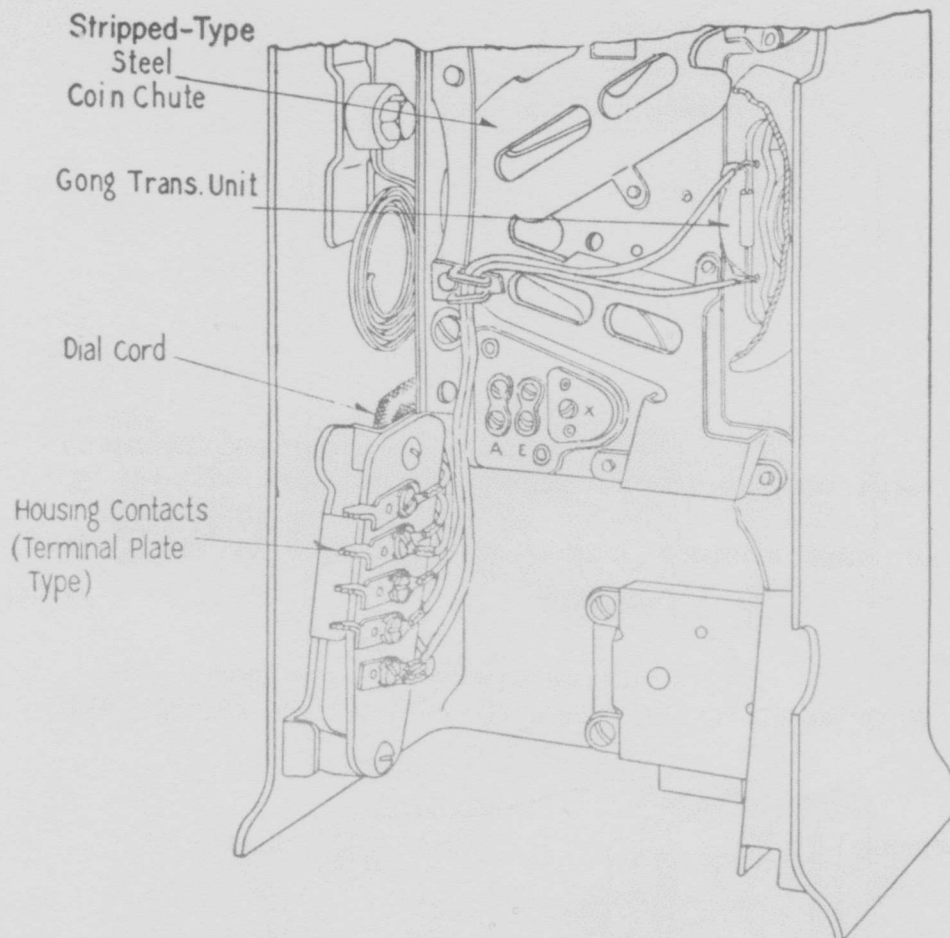 Stripped-Type
Steel
Coin Chute
Gong Trans. Unit
Dial Cord
Housing Contacts
(Terminal Plate
Type)
A E X